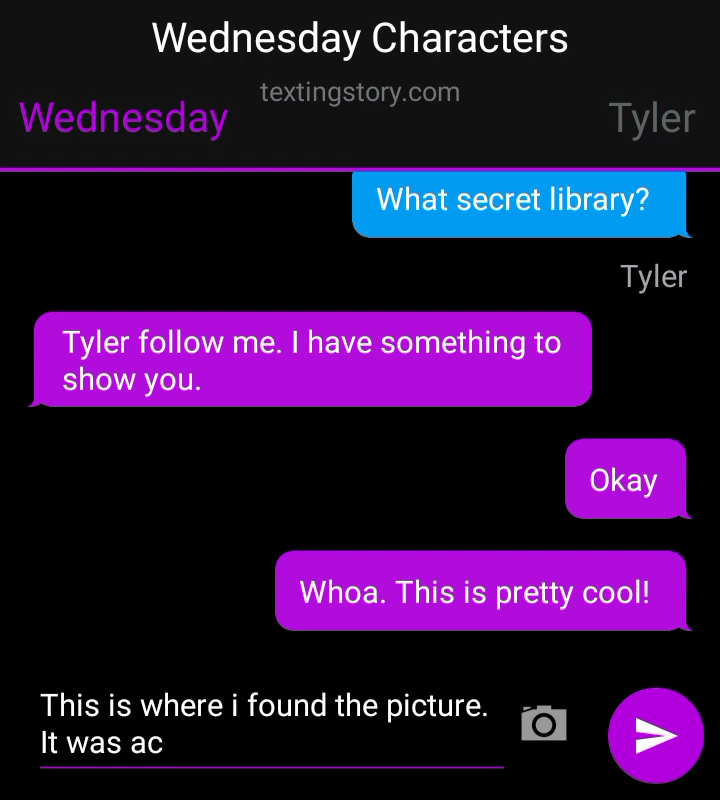 Wednesday Characters
textingstory.com
Wednesday
Tyler
What secret library?
Tyler
Tyler follow me. I have something to
show you.
Okay
Whoa. This is pretty cool!
This is where i found the picture.
It was ac